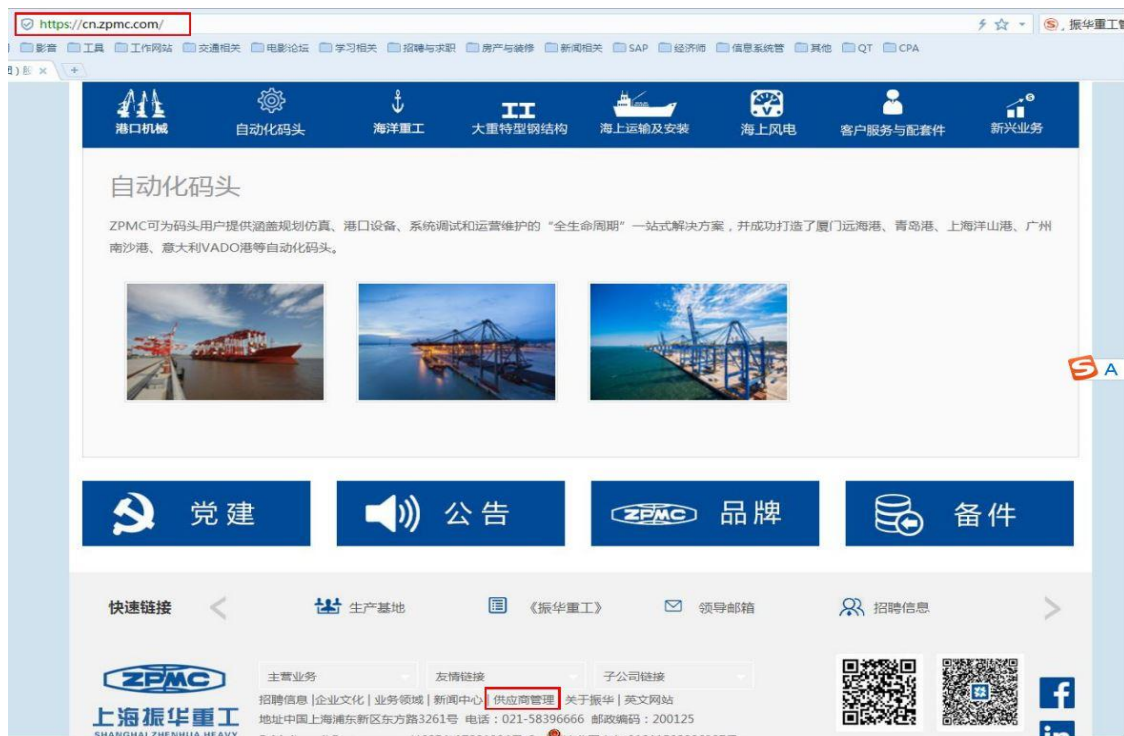 https://cn.zpmc.com/
振华重工管
影音 工具 工作网站 交通相关 电影论坛 学习相关 招聘与求职 房产与装修 新闻相关 SAP 经济师 信息系统管 其他 QT CPA
港口机械 自动化码头 海洋重工 大重特型钢结构 海上运输及安装 海上风电 客户服务与配套件 新兴业务
自动化码头
ZPMC可为码头用户提供涵盖规划仿真、港口设备、系统调试和运营维护的“全生命周期”一站式解决方案，并成功打造了厦门远海港、青岛港、上海洋山港、广州
南沙港、意大利VADO港等自动化码头。
A
党建 公告 ZPMC 品牌 备件
快速链接 生产基地 《振华重工》 领导邮箱 招聘信息
ZPMC
主营业务 友情链接 子公司链接
招聘信息 |企业文化 | 业务领域 | 新闻中心 | 供应商管理 | 关于振华 | 英文网站
上海振华重工
地址中国上海浦东新区东方路3261号 电话：021-58396666 邮政编码：200125
SHANGHAI ZHENHUA HEAVY